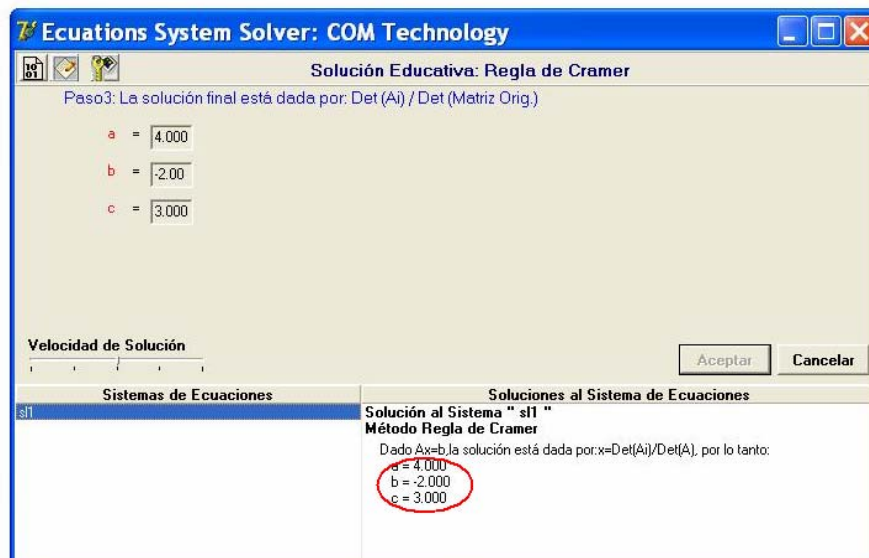 Ecuations System Solver: COM Technology
Solución Educativa: Regla de Cramer
Paso3: La solución final está dada por: Det (Ai) / Det (Matriz Orig.)
a = 4.000
b = -2.00
c = 3.000
Velocidad de Solución
Aceptar Cancelar
Sistemas de Ecuaciones
Soluciones al Sistema de Ecuaciones
sl1
Solución al Sistema " sl1 "
Método Regla de Cramer
Dado Ax=b,la solución está dada por:x=Det(Ai)/Det(A), por lo tanto:
a = 4.000
b = -2.000
c = 3.000